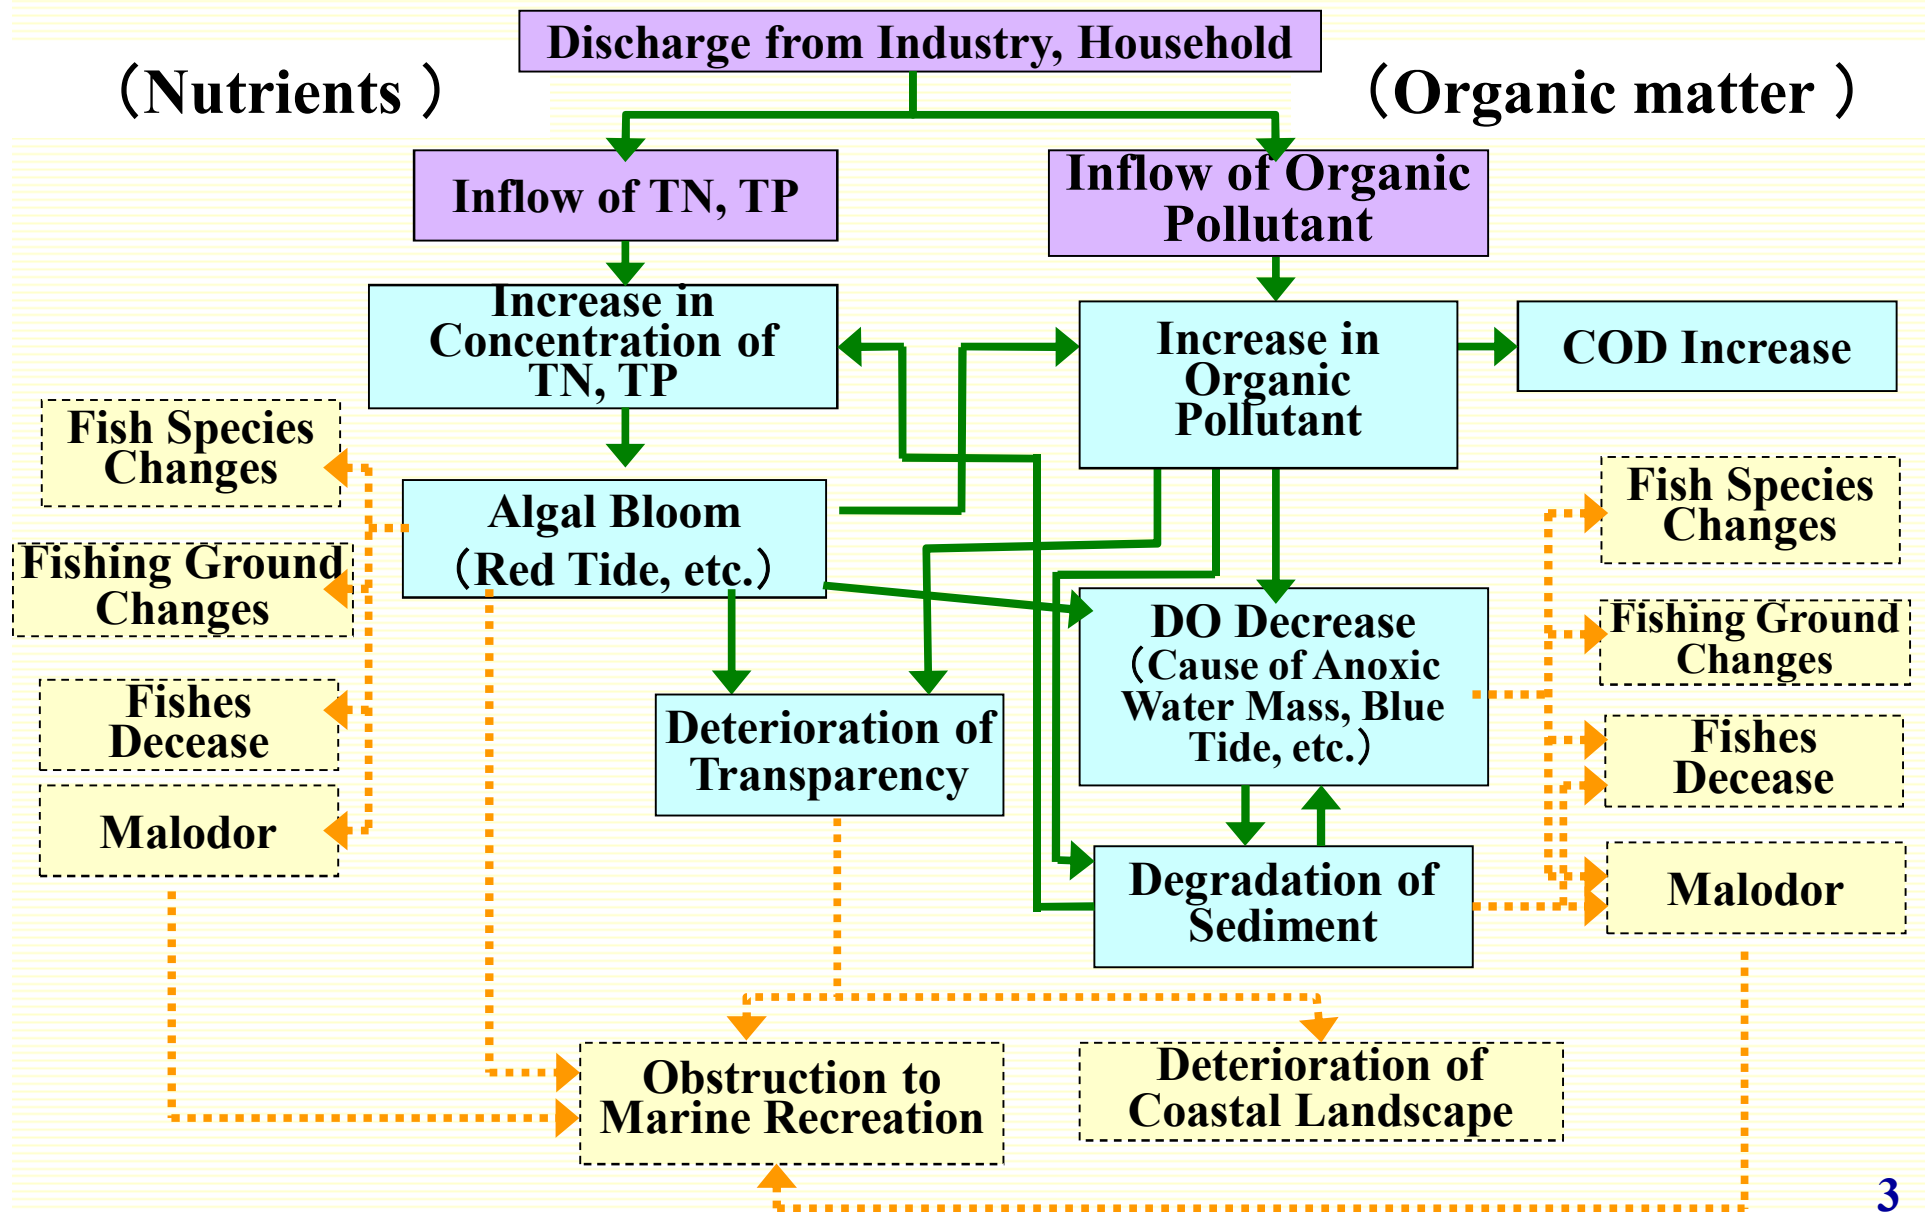 Discharge from Industry, Household
（Nutrients ）
（Organic matter ）
Inflow of TN, TP
Inflow of Organic
Pollutant
Increase in
Concentration of
TN, TP
Increase in
Organic
Pollutant
COD Increase
Fish Species
Changes
Fishing Ground
Changes
Fishes
Decease
Malodor
Algal Bloom
（Red Tide, etc.）
Deterioration of
Transparency
DO Decrease
（Cause of Anoxic
Water Mass, Blue
Tide, etc.）
Degradation of
Sediment
Fish Species
Changes
Fishing Ground
Changes
Fishes
Decease
Malodor
Obstruction to
Marine Recreation
Deterioration of
Coastal Landscape
3